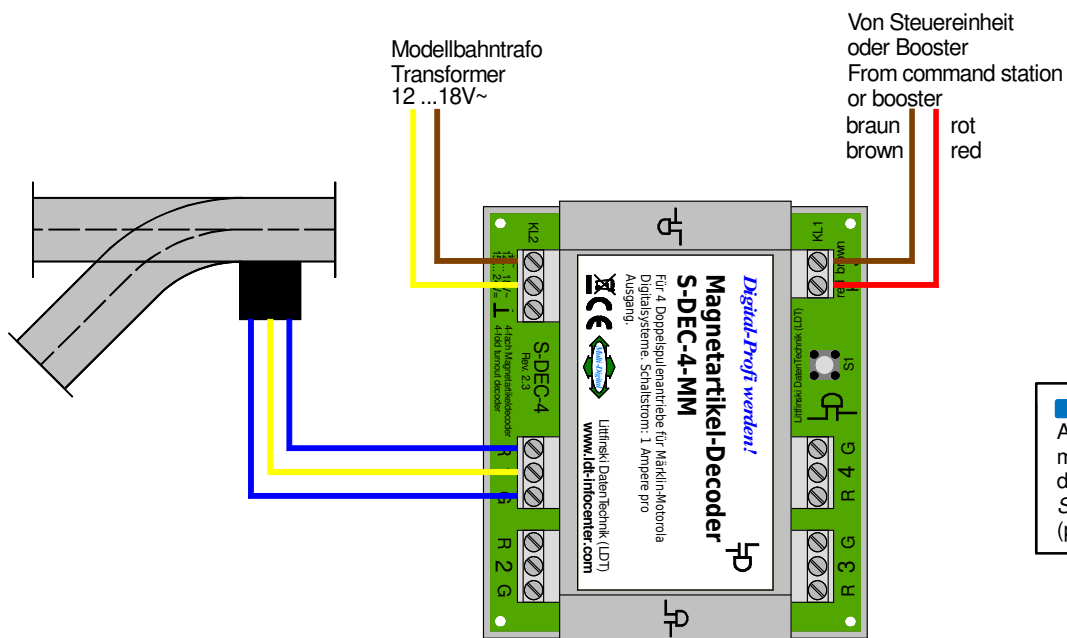 Modellbahntrafo
Transformer
12 ...18V~
Von Steuereinheit
oder Booster
From command station
or booster
braun
rot
brown
red
KL2
KL1
S-DEC-4
Rev. 2.3
4-fach Magnetartikeldecoder
4-fold turnout decoder
R
G
R 2 G
Digital-Profi werden!
Magnetartikel-Decoder
S-DEC-4-MM
Für 4 Doppelspulenantriebe für Märklin-Motorola
Digitalsysteme. Schaltstrom: 1 Ampere pro
Ausgang.
CE
Multi-Digital
Littfinski DatenTechnik (LDT)
www.ldt-infocenter.com
red brown
S1
Littfinski DatenTechnik (LDT)
R 4 G
R 3 G
A
m
d
S
(p